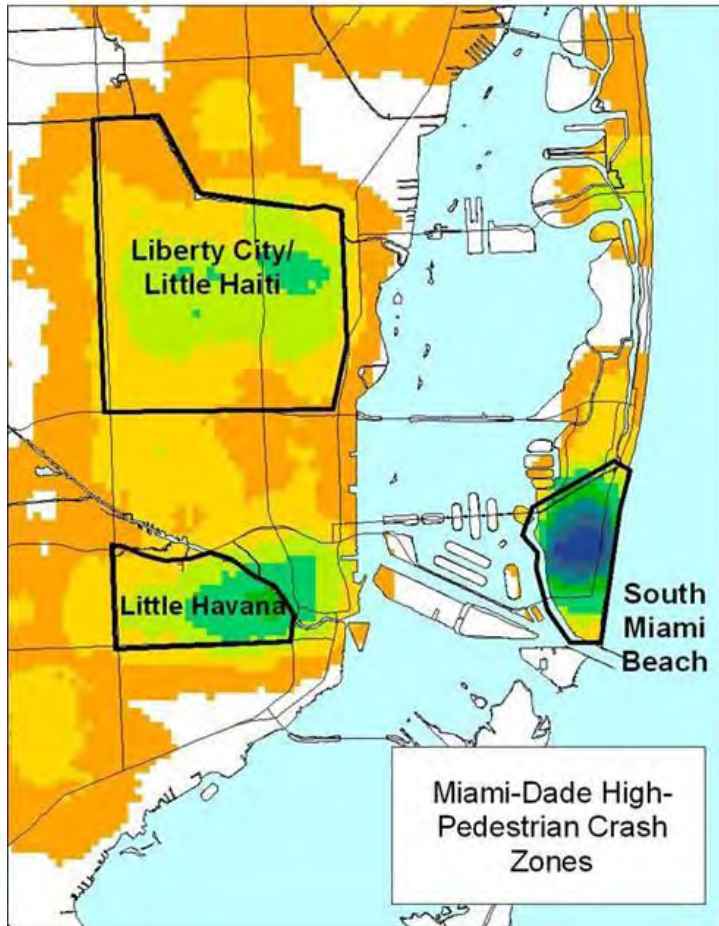 Liberty City/
Little Haiti
Little Havana
South
Miami
Beach
Miami-Dade High-
Pedestrian Crash
Zones